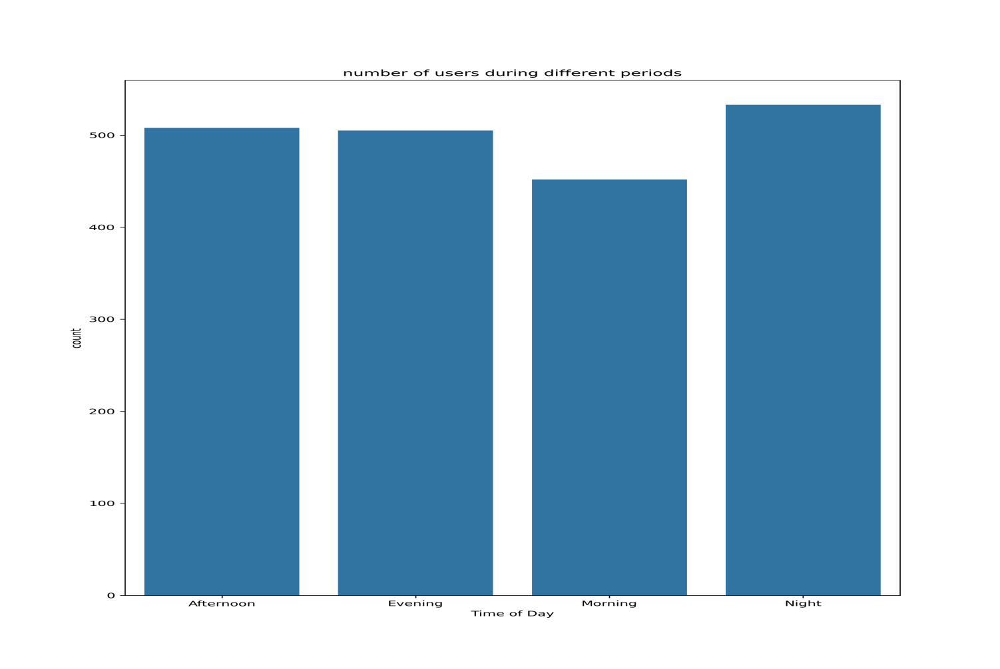 number of users during different periods
500
400
300
200
100
0
count
Afternoon Evening Morning Night
Time of Day